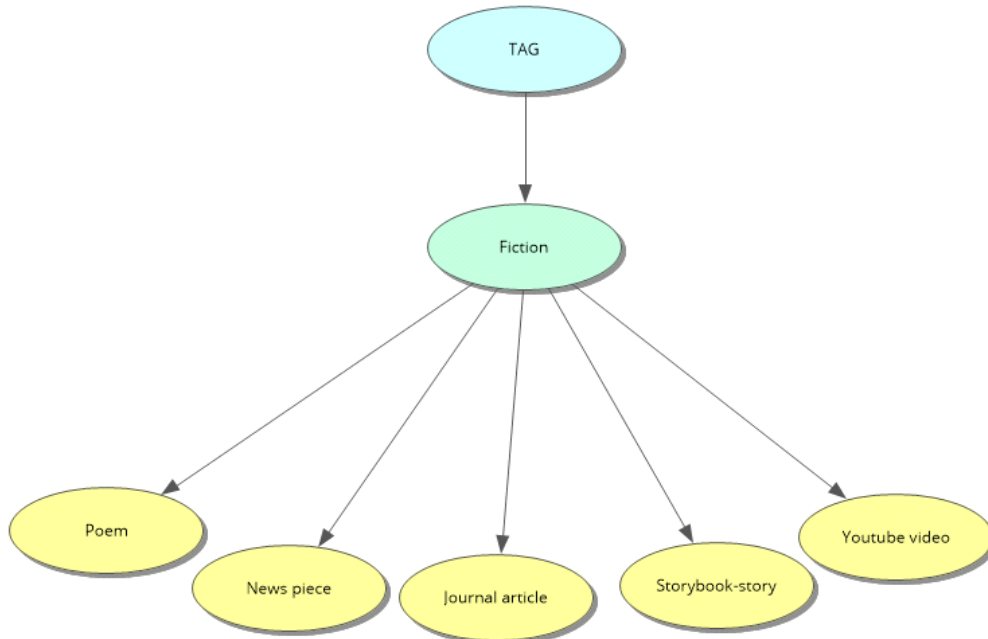 TAG
Fiction
Poem
News piece
Journal article
Storybook-story
Youtube video